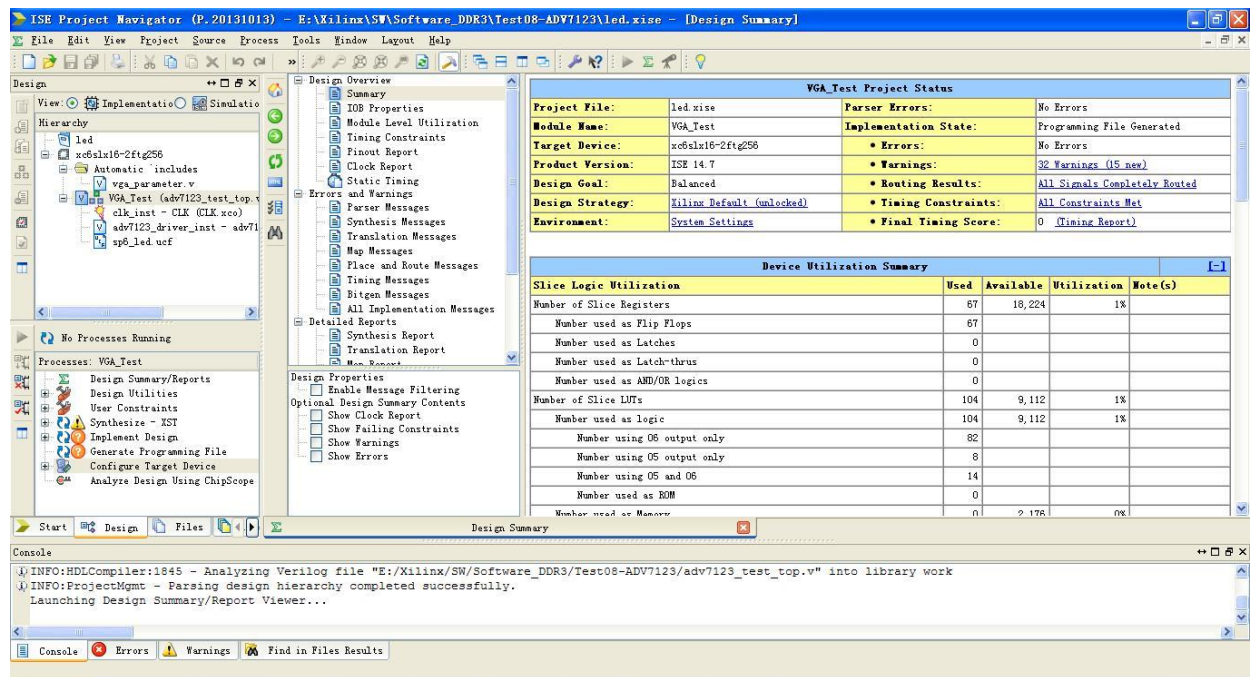 ISE Project Navigator (P.20131013) - E:\Xilinx\SW\Software_DDR3\Test08-ADV7123\led.xise - [Design Summary]
File Edit View Project Source Process Tools Window Layout Help
Design
View: Implementatio Simulatio
Hierarchy
led
xc6slx16-2ftg256
Automatic `includes
vga_parameter.v
VGA_Test (adv7123_test_top.v
clk_inst - CLK (CLK.xco)
adv7123_driver_inst - adv71
sp6_led.ucf
No Processes Running
Processes: VGA_Test
Design Summary/Reports
Design Utilities
User Constraints
Synthesize - XST
Implement Design
Generate Programming File
Configure Target Device
Analyze Design Using ChipScope
Start Design Files
Design Overview
Summary
IOB Properties
Module Level Utilization
Timing Constraints
Pinout Report
Clock Report
Static Timing
Errors and Warnings
Parser Messages
Synthesis Messages
Translation Messages
Map Messages
Place and Route Messages
Timing Messages
Bitgen Messages
All Implementation Messages
Detailed Reports
Synthesis Report
Translation Report
Map Report
Design Properties
Enable Message Filtering
Optional Design Summary Contents
Show Clock Report
Show Failing Constraints
Show Warnings
Show Errors
VGA_Test Project Status
Project File: led.xise Parser Errors: No Errors
Module Name: VGA_Test Implementation State: Programming File Generated
Target Device: xc6slx16-2ftg256 • Errors: No Errors
Product Version: ISE 14.7 • Warnings: 32 Warnings (15 new)
Design Goal: Balanced • Routing Results: All Signals Completely Routed
Design Strategy: Xilinx Default (unlocked) • Timing Constraints: All Constraints Met
Environment: System Settings • Final Timing Score: 0 (Timing Report)
Device Utilization Summary [-]
Slice Logic Utilization Used Available Utilization Note(s)
Number of Slice Registers 67 18,224 1%
Number used as Flip Flops 67
Number used as Latches 0
Number used as Latch-thrus 0
Number used as AND/OR logics 0
Number of Slice LUTs 104 9,112 1%
Number used as logic 104 9,112 1%
Number using O6 output only 82
Number using O5 output only 8
Number using O5 and O6 14
Number used as ROM 0
Number used as Memory 0 2,176 0%
Design Summary
Console
INFO:HDLCompiler:1845 - Analyzing Verilog file "E:/Xilinx/SW/Software_DDR3/Test08-ADV7123/adv7123_test_top.v" into library work
INFO:ProjectMgmt - Parsing design hierarchy completed successfully.
Launching Design Summary/Report Viewer...
Console Errors Warnings Find in Files Results